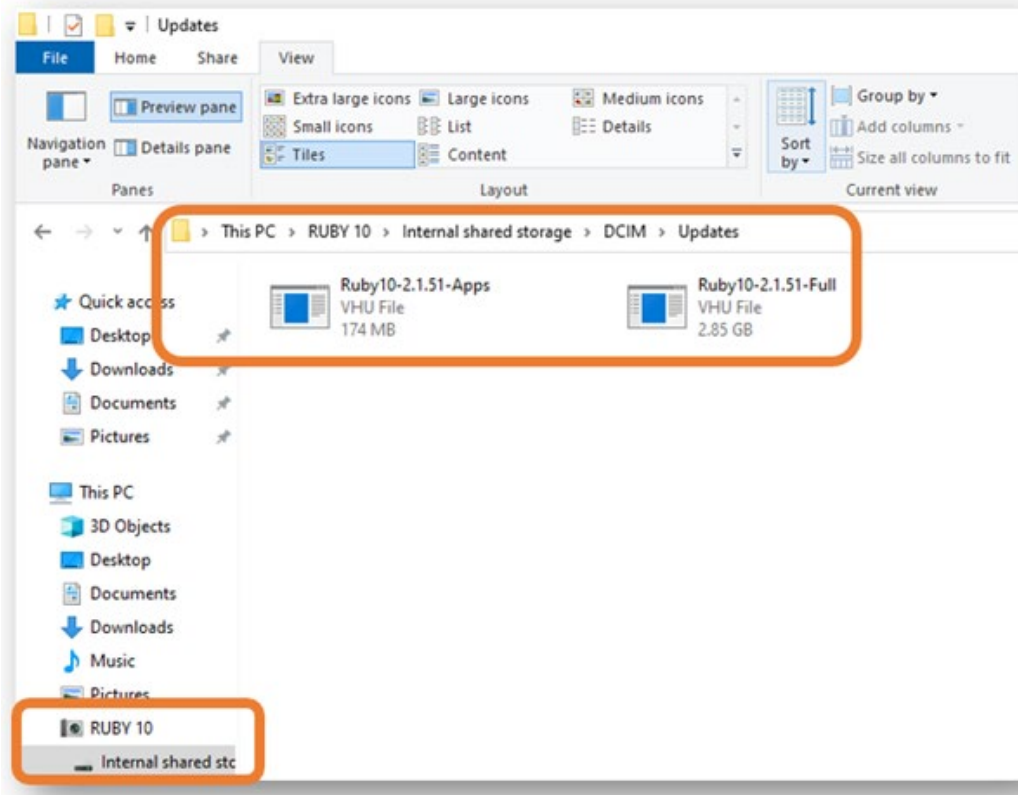 Updates
File Home Share View
Preview pane
Navigation pane
Details pane
Panes
Extra large icons Large icons Medium icons
Small icons List Details
Tiles Content
Layout
Sort by
Group by
Add columns
Size all columns to fit
Current view
This PC > RUBY 10 > Internal shared storage > DCIM > Updates
Quick access
Desktop
Downloads
Documents
Pictures
This PC
3D Objects
Desktop
Documents
Downloads
Music
Pictures
RUBY 10
Internal shared sto
Ruby10-2.1.51-Apps
VHU File
174 MB
Ruby10-2.1.51-Full
VHU File
2.85 GB